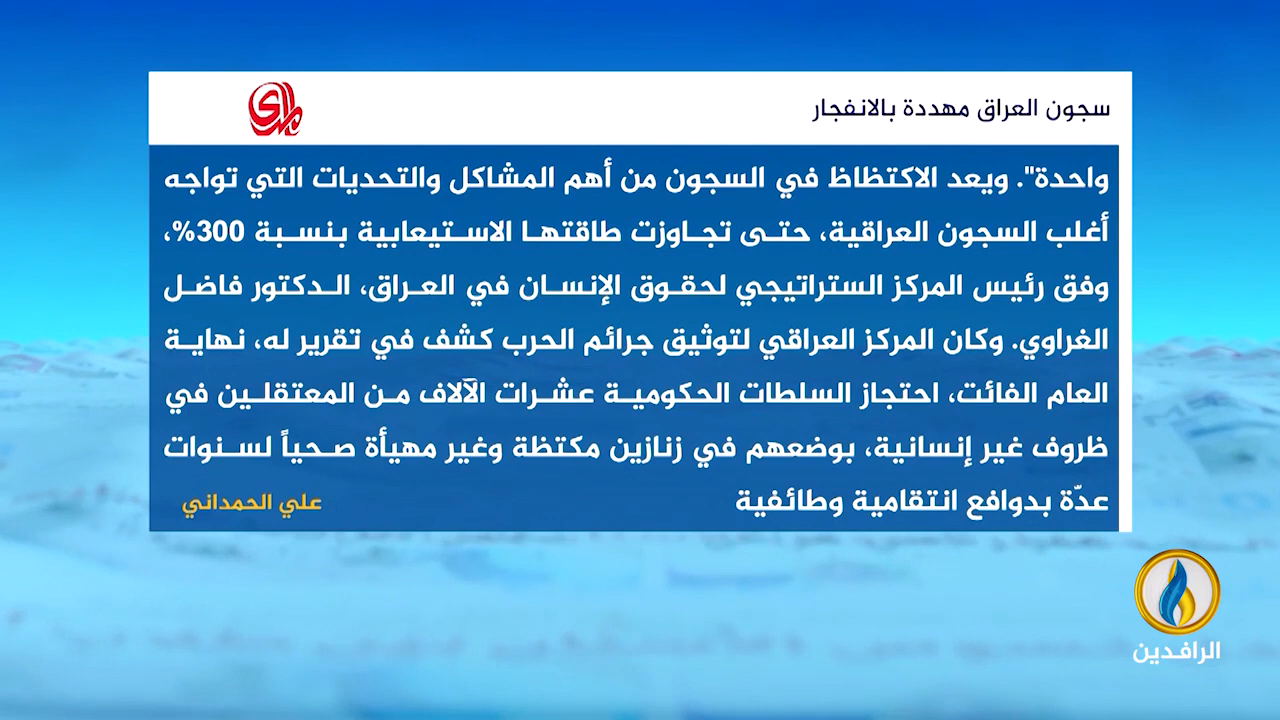 سجون العراق مهددة بالانفجار
المدى
واحدة". ويعد الاكتظاظ في السجون من أهم المشاكل والتحديات التي تواجه
أغلب السجون العراقية، حتى تجاوزت طاقتها الاستيعابية بنسبة 300%،
وفق رئيس المركز الستراتيجي لحقوق الإنسان في العراق، الدكتور فاضل
الغراوي. وكان المركز العراقي لتوثيق جرائم الحرب كشف في تقرير له، نهاية
العام الفائت، احتجاز السلطات الحكومية عشرات الآلاف من المعتقلين في
ظروف غير إنسانية، بوضعهم في زنازين مكتظة وغير مهيأة صحياً لسنوات
عدّة بدوافع انتقامية وطائفية
علي الحمداني
الرافدين